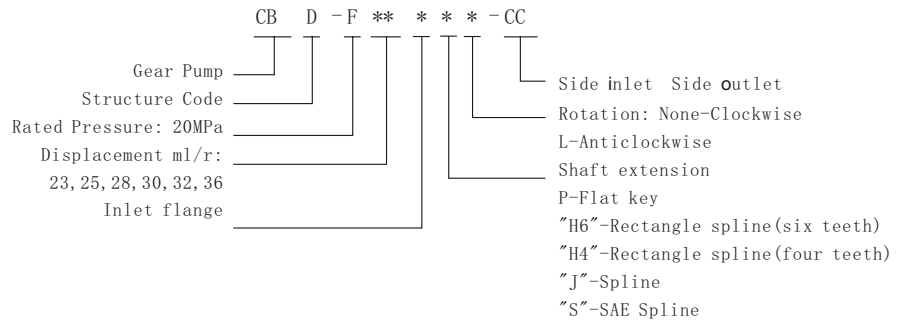 CB D -F ** * * * -CC
Gear Pump
Structure Code
Rated Pressure: 20MPa
Displacement ml/r:
23,25,28,30,32,36
Inlet flange
Side inlet Side outlet
Rotation: None-Clockwise
L-Anticlockwise
Shaft extension
P-Flat key
"H6"-Rectangle spline(six teeth)
"H4"-Rectangle spline(four teeth)
"J"-Spline
"S"-SAE Spline